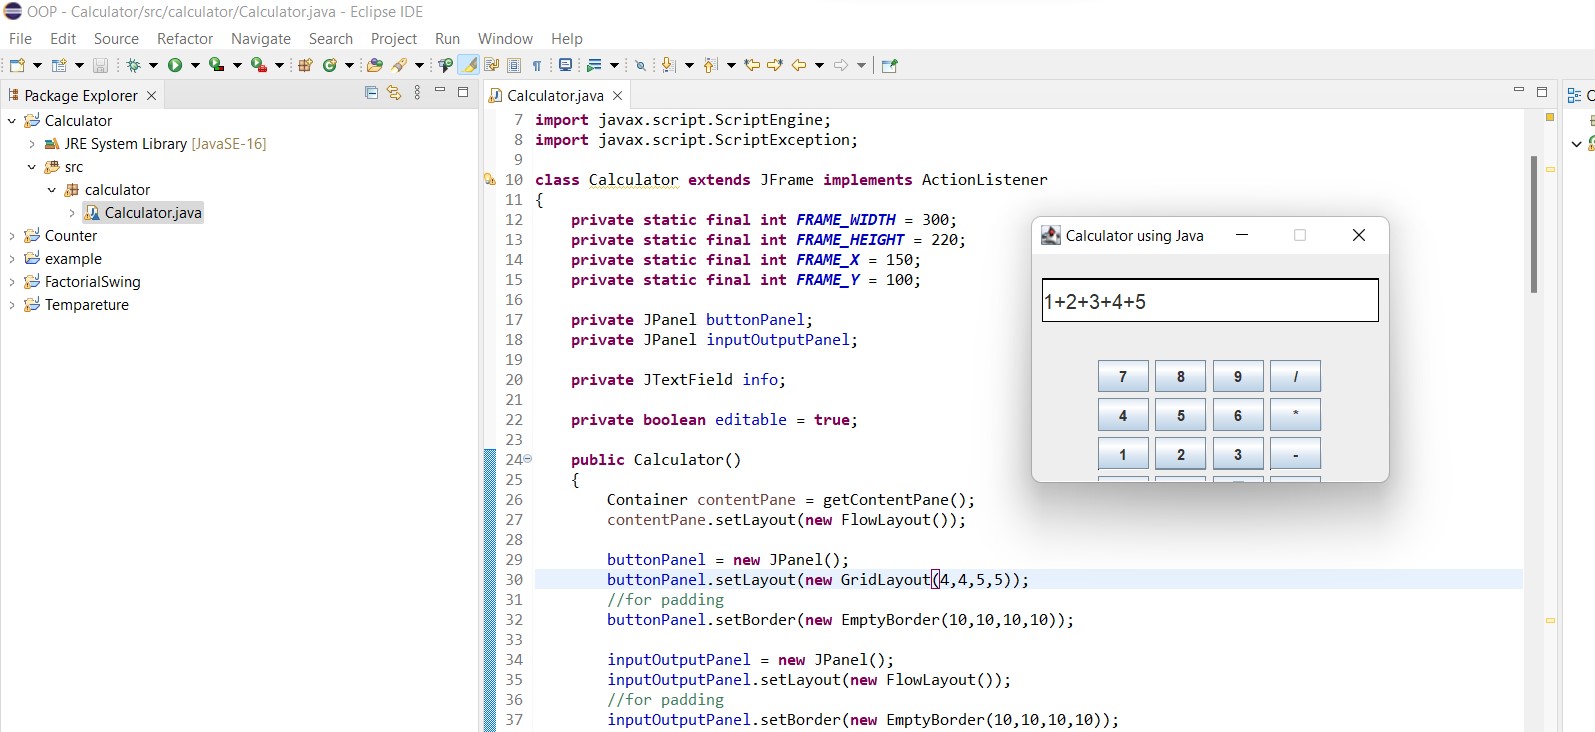 OOP - Calculator/src/calculator/Calculator.java - Eclipse IDE
File Edit Source Refactor Navigate Search Project Run Window Help
Package Explorer
Calculator
JRE System Library [JavaSE-16]
src
calculator
Calculator.java
Counter
example
FactorialSwing
Tempareture
Calculator.java
7 import javax.script.ScriptEngine;
8 import javax.script.ScriptException;
9
10 class Calculator extends JFrame implements ActionListener
11 {
12 private static final int FRAME_WIDTH = 300;
13 private static final int FRAME_HEIGHT = 220;
14 private static final int FRAME_X = 150;
15 private static final int FRAME_Y = 100;
16
17 private JPanel buttonPanel;
18 private JPanel inputOutputPanel;
19
20 private JTextField info;
21
22 private boolean editable = true;
23
24 public Calculator()
25 {
26 Container contentPane = getContentPane();
27 contentPane.setLayout(new FlowLayout());
28
29 buttonPanel = new JPanel();
30 buttonPanel.setLayout(new GridLayout(4,4,5,5));
31 //for padding
32 buttonPanel.setBorder(new EmptyBorder(10,10,10,10));
33
34 inputOutputPanel = new JPanel();
35 inputOutputPanel.setLayout(new FlowLayout());
36 //for padding
37 inputOutputPanel.setBorder(new EmptyBorder(10,10,10,10));
Calculator using Java
1+2+3+4+5
7 8 9 /
4 5 6 *
1 2 3 -